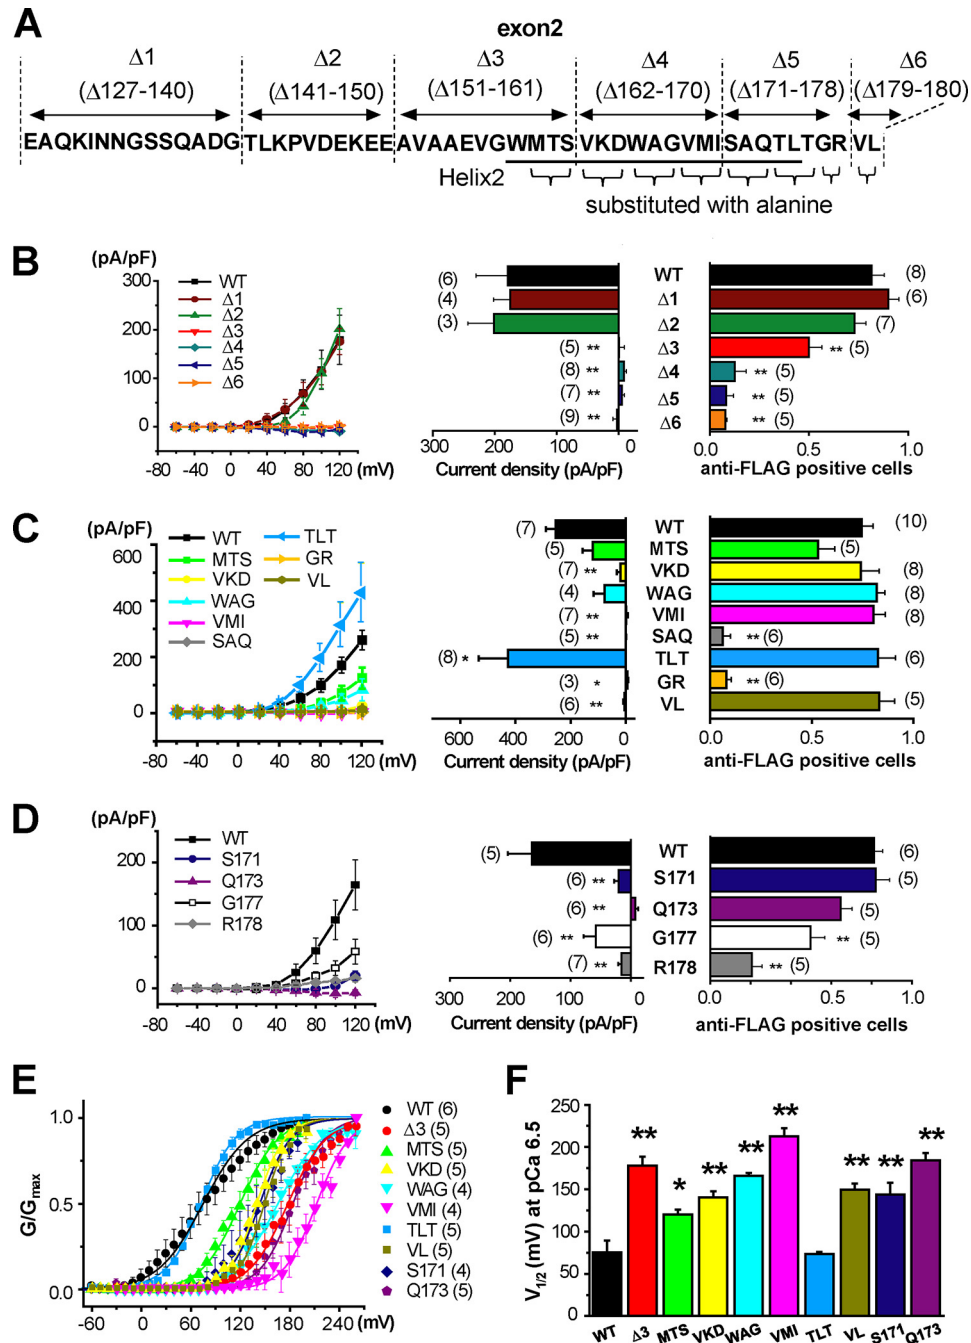 A
exon2
Δ1 Δ2 Δ3 Δ4 Δ5 Δ6
(Δ127-140) (Δ141-150) (Δ151-161) (Δ162-170) (Δ171-178) (Δ179-180)
EAQKINNGSSQADG TLKPVDEKEE AVAAEVGWMTS VKDWAGVMI SAQTLTGR VL
Helix2
substituted with alanine
B
(pA/pF)
300
200
100
0
-80 -40 0 40 80 120 (mV)
WT
Δ1
Δ2
Δ3
Δ4
Δ5
Δ6
(6) WT (8)
(4) Δ1 (6)
(3) Δ2 (7)
(5) ** Δ3 ** (5)
(8) ** Δ4 ** (5)
(7) ** Δ5 ** (5)
(9) ** Δ6 ** (5)
300 200 100 0
Current density (pA/pF)
0.0 0.5 1.0
anti-FLAG positive cells
C
(pA/pF)
600
400
200
0
-80 -40 0 40 80 120 (mV)
WT TLT
MTS GR
VKD VL
WAG
VMI
SAQ
(7) WT (10)
(5) MTS (5)
(7) ** VKD (8)
(4) WAG (8)
(7) ** VMI (8)
(5) ** SAQ ** (6)
(8) * TLT (6)
(3) * GR ** (6)
(6) ** VL (5)
600 400 200 0
Current density (pA/pF)
0.0 0.5 1.0
anti-FLAG positive cells
D
(pA/pF)
200
100
0
-80 -40 0 40 80 120 (mV)
WT
S171
Q173
G177
R178
(5) WT (6)
(6) ** S171 (5)
(6) ** Q173 (5)
(6) ** G177 ** (5)
(7) ** R178 ** (5)
300 200 100 0
Current density (pA/pF)
0.0 0.5 1.0
anti-FLAG positive cells
E
G/Gmax
1.0
0.5
0.0
-60 0 60 120 180 240
mV
WT (6)
Δ3 (5)
MTS (5)
VKD (5)
WAG (4)
VMI (4)
TLT (5)
VL (5)
S171 (4)
Q173 (5)
F
V1/2 (mV) at pCa 6.5
250
200
150
100
50
0
** * ** ** ** ** ** **
WT Δ3 MTS VKD WAG VMI TLT VL S171 Q173